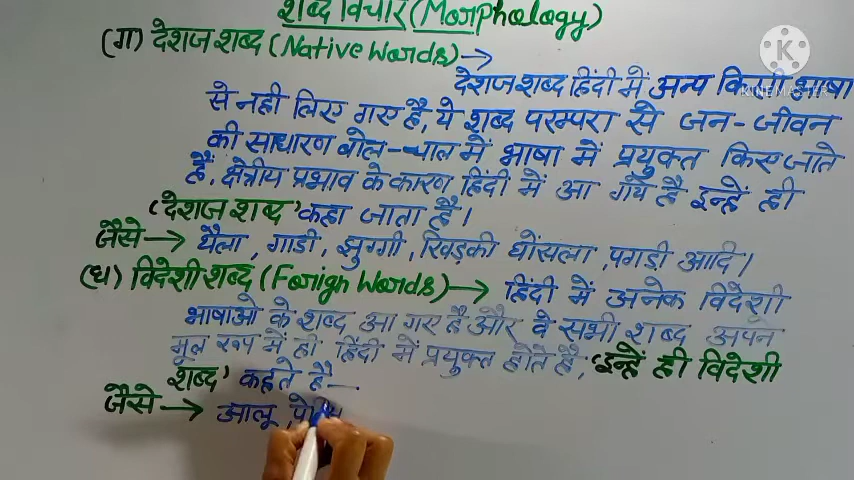 शब्द विचार (Morphology)
(ग) देशज शब्द (Native Words) →
देशज शब्द हिंदी में अन्य किसी भाषा
से नही लिए गए है, ये शब्द परम्परा से जन-जीवन
की साधारण बोल-चाल में भाषा में प्रयुक्त किए जाते
हैं, क्षेत्रीय प्रभाव के कारण हिंदी में आ गये है इन्हें ही
'देशज शब्द' कहा जाता है।
जैसे → थैला, गाडी, झुग्गी, खिड़की घोंसला, पगडी आदि।
(घ) विदेशी शब्द (Forign Words) → हिंदी में अनेक विदेशी
भाषाओ के शब्द आ गए है और वे सभी शब्द अपने
मूल रूप में ही हिंदी में प्रयुक्त होते है, 'इन्हें ही विदेशी
शब्द' कहते है—
जैसे → आलू,
KINEMASTER